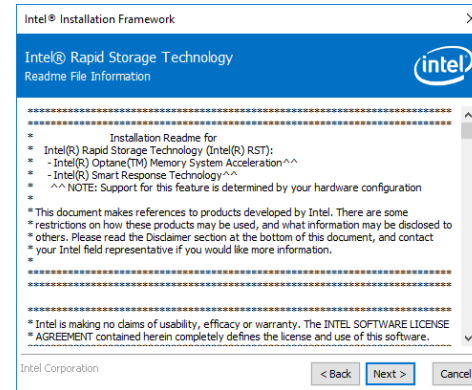 Intel® Installation Framework
Intel® Rapid Storage Technology
Readme File Information
intel
*******************************************************************************
*******************************************************************************
* Installation Readme for
* Intel(R) Rapid Storage Technology (Intel(R) RST):
* - Intel(R) Optane(TM) Memory System Acceleration^^
* - Intel(R) Smart Response Technology^^
* ^^ NOTE: Support for this feature is determined by your hardware configuration
*
* This document makes references to products developed by Intel. There are some
* restrictions on how these products may be used, and what information may be disclosed to
* others. Please read the Disclaimer section at the bottom of this document, and contact
* your Intel field representative if you would like more information.
*
*******************************************************************************
*******************************************************************************
*******************************************************************************
* Intel is making no claims of usability, efficacy or warranty. The INTEL SOFTWARE LICENSE
* AGREEMENT contained herein completely defines the license and use of this software.
*******************************************************************************
Intel Corporation
< Back Next > Cancel